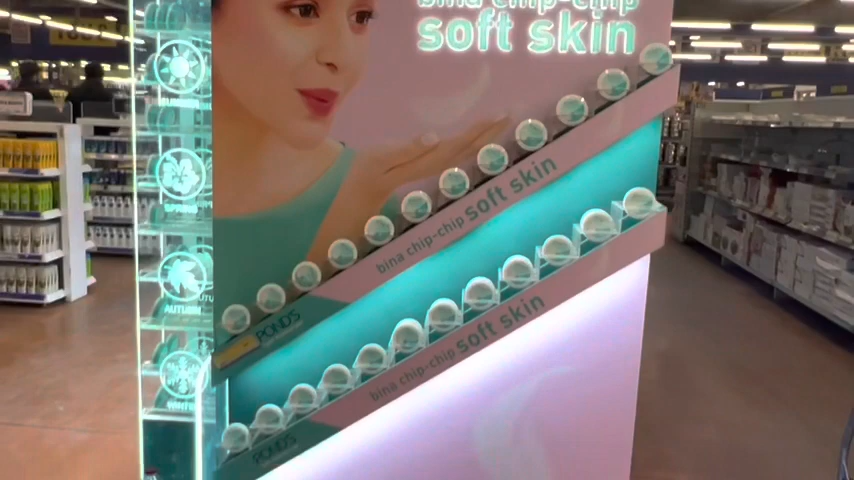 bina chip-chip
soft skin
SUMMER
SPRING
AUTUMN
WINTER
bina chip-chip soft skin
POND'S
bina chip-chip soft skin
POND'S